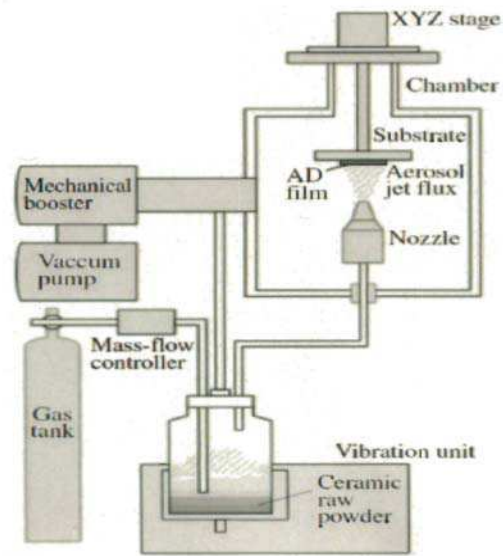 XYZ stage
Chamber
Substrate
AD
film
Aerosol
jet flux
Mechanical
booster
Nozzle
Vaccum
pump
Mass-flow
controller
Gas
tank
Vibration unit
Ceramic
raw
powder